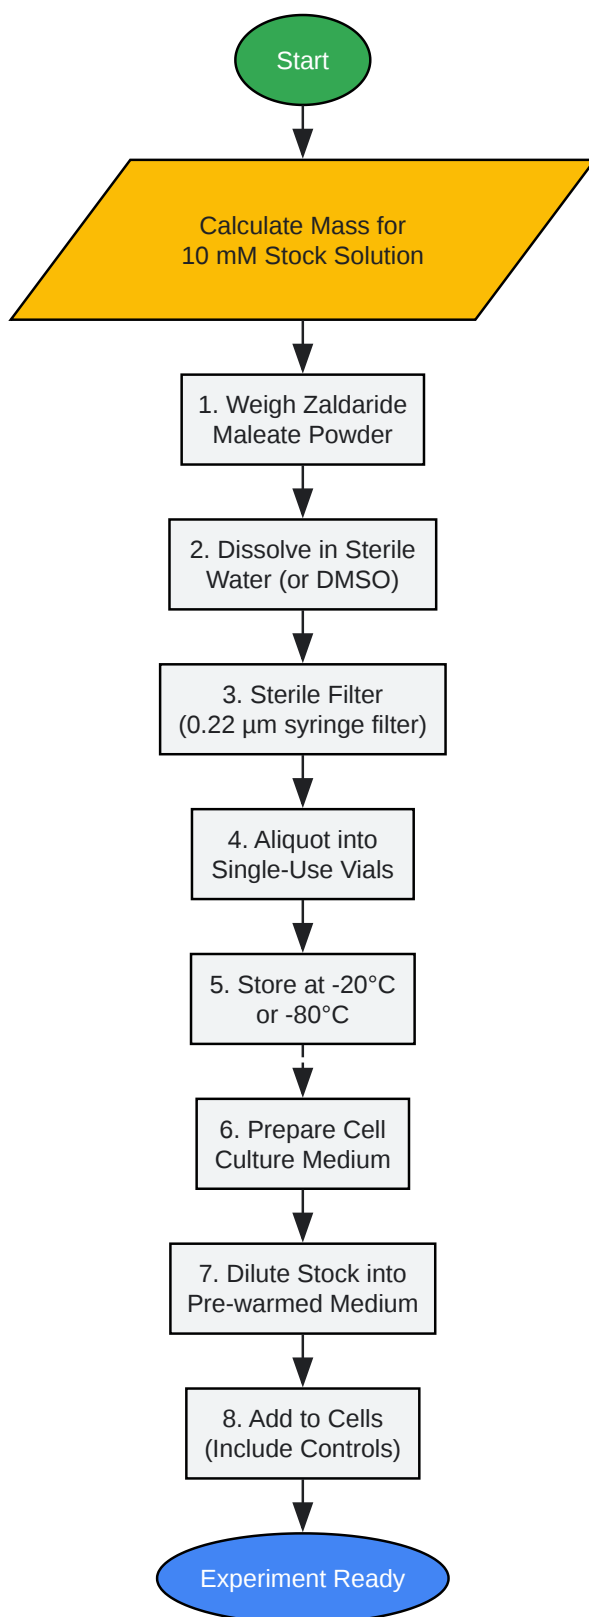 Start
Calculate Mass for
10 mM Stock Solution
1. Weigh Zaldaride
Maleate Powder
2. Dissolve in Sterile
Water (or DMSO)
3. Sterile Filter
(0.22 µm syringe filter)
4. Aliquot into
Single-Use Vials
5. Store at -20°C
or -80°C
6. Prepare Cell
Culture Medium
7. Dilute Stock into
Pre-warmed Medium
8. Add to Cells
(Include Controls)
Experiment Ready